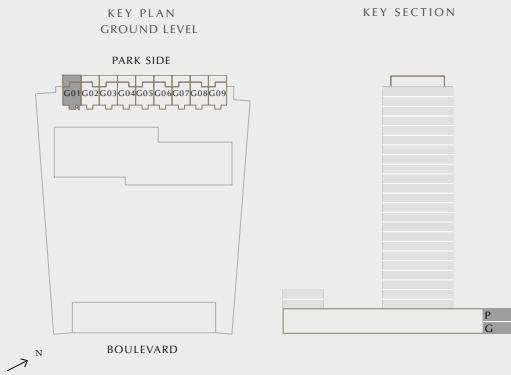 KEY PLAN
GROUND LEVEL
KEY SECTION
PARK SIDE
G01 G02 G03 G04 G05 G06 G07 G08 G09
P
G
BOULEVARD
N